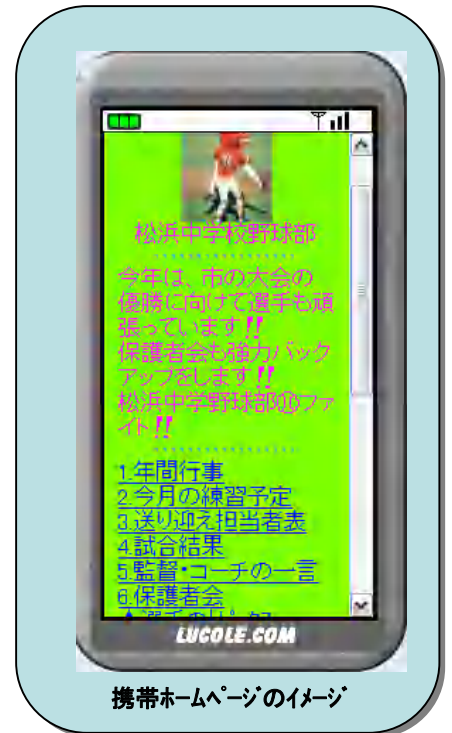 松浜中学校野球部
今年は、市の大会の
優勝に向けて選手も頑
張っています!!
保護者会も強力バック
アップをします!!
松浜中学野球部⑩ファ
イト!!
1.年間行事
2.今月の練習予定
3.送り迎え担当者表
4.試合結果
5.監督・コーチの一言
6.保護者会
LUCOLE.COM
携帯ホームページのイメージ